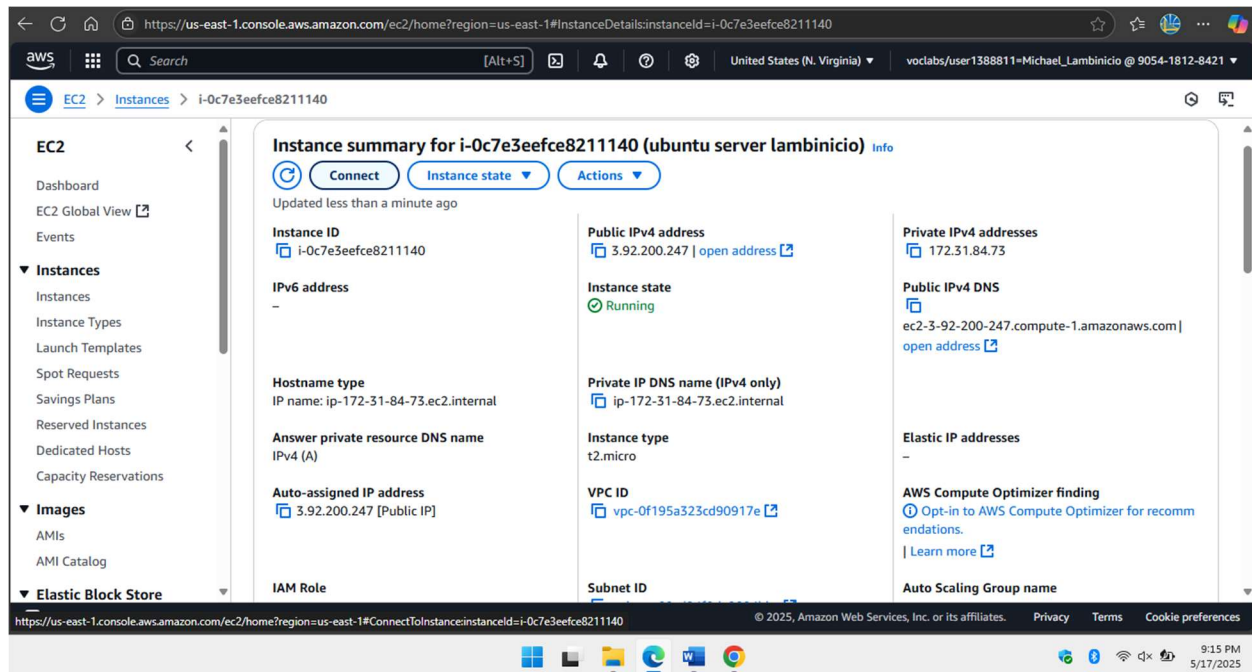 https://us-east-1.console.aws.amazon.com/ec2/home?region=us-east-1#InstanceDetails:instanceId=i-0c7e3eefce8211140
aws
Search [Alt+S]
United States (N. Virginia)
voclabs/user1388811=Michael_Lambinicio @ 9054-1812-8421
EC2 > Instances > i-0c7e3eefce8211140
EC2
Dashboard
EC2 Global View
Events
Instances
Instances
Instance Types
Launch Templates
Spot Requests
Savings Plans
Reserved Instances
Dedicated Hosts
Capacity Reservations
Images
AMIs
AMI Catalog
Elastic Block Store
Instance summary for i-0c7e3eefce8211140 (ubuntu server lambinicio) Info
Connect
Instance state
Actions
Updated less than a minute ago
Instance ID
i-0c7e3eefce8211140
Public IPv4 address
3.92.200.247 | open address
Private IPv4 addresses
172.31.84.73
IPv6 address
–
Instance state
Running
Public IPv4 DNS
ec2-3-92-200-247.compute-1.amazonaws.com |
open address
Hostname type
IP name: ip-172-31-84-73.ec2.internal
Private IP DNS name (IPv4 only)
ip-172-31-84-73.ec2.internal
Answer private resource DNS name
IPv4 (A)
Instance type
t2.micro
Elastic IP addresses
–
Auto-assigned IP address
3.92.200.247 [Public IP]
VPC ID
vpc-0f195a323cd90917e
AWS Compute Optimizer finding
Opt-in to AWS Compute Optimizer for recomm
endations.
| Learn more
IAM Role
Subnet ID
Auto Scaling Group name
https://us-east-1.console.aws.amazon.com/ec2/home?region=us-east-1#ConnectToInstance:instanceId=i-0c7e3eefce8211140
© 2025, Amazon Web Services, Inc. or its affiliates.
Privacy
Terms
Cookie preferences
9:15 PM
5/17/2025